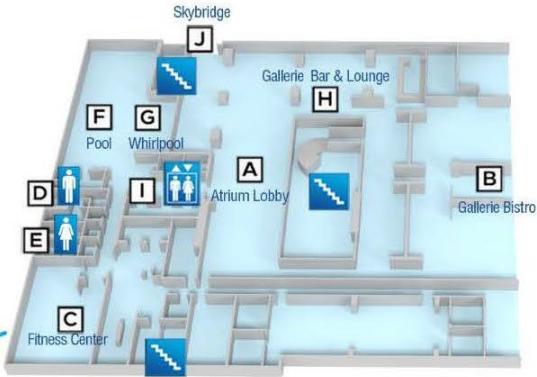 Skybridge
J
Gallerie Bar & Lounge
H
F
Pool
G
Whirlpool
A
Atrium Lobby
B
Gallerie Bistro
D
I
E
C
Fitness Center